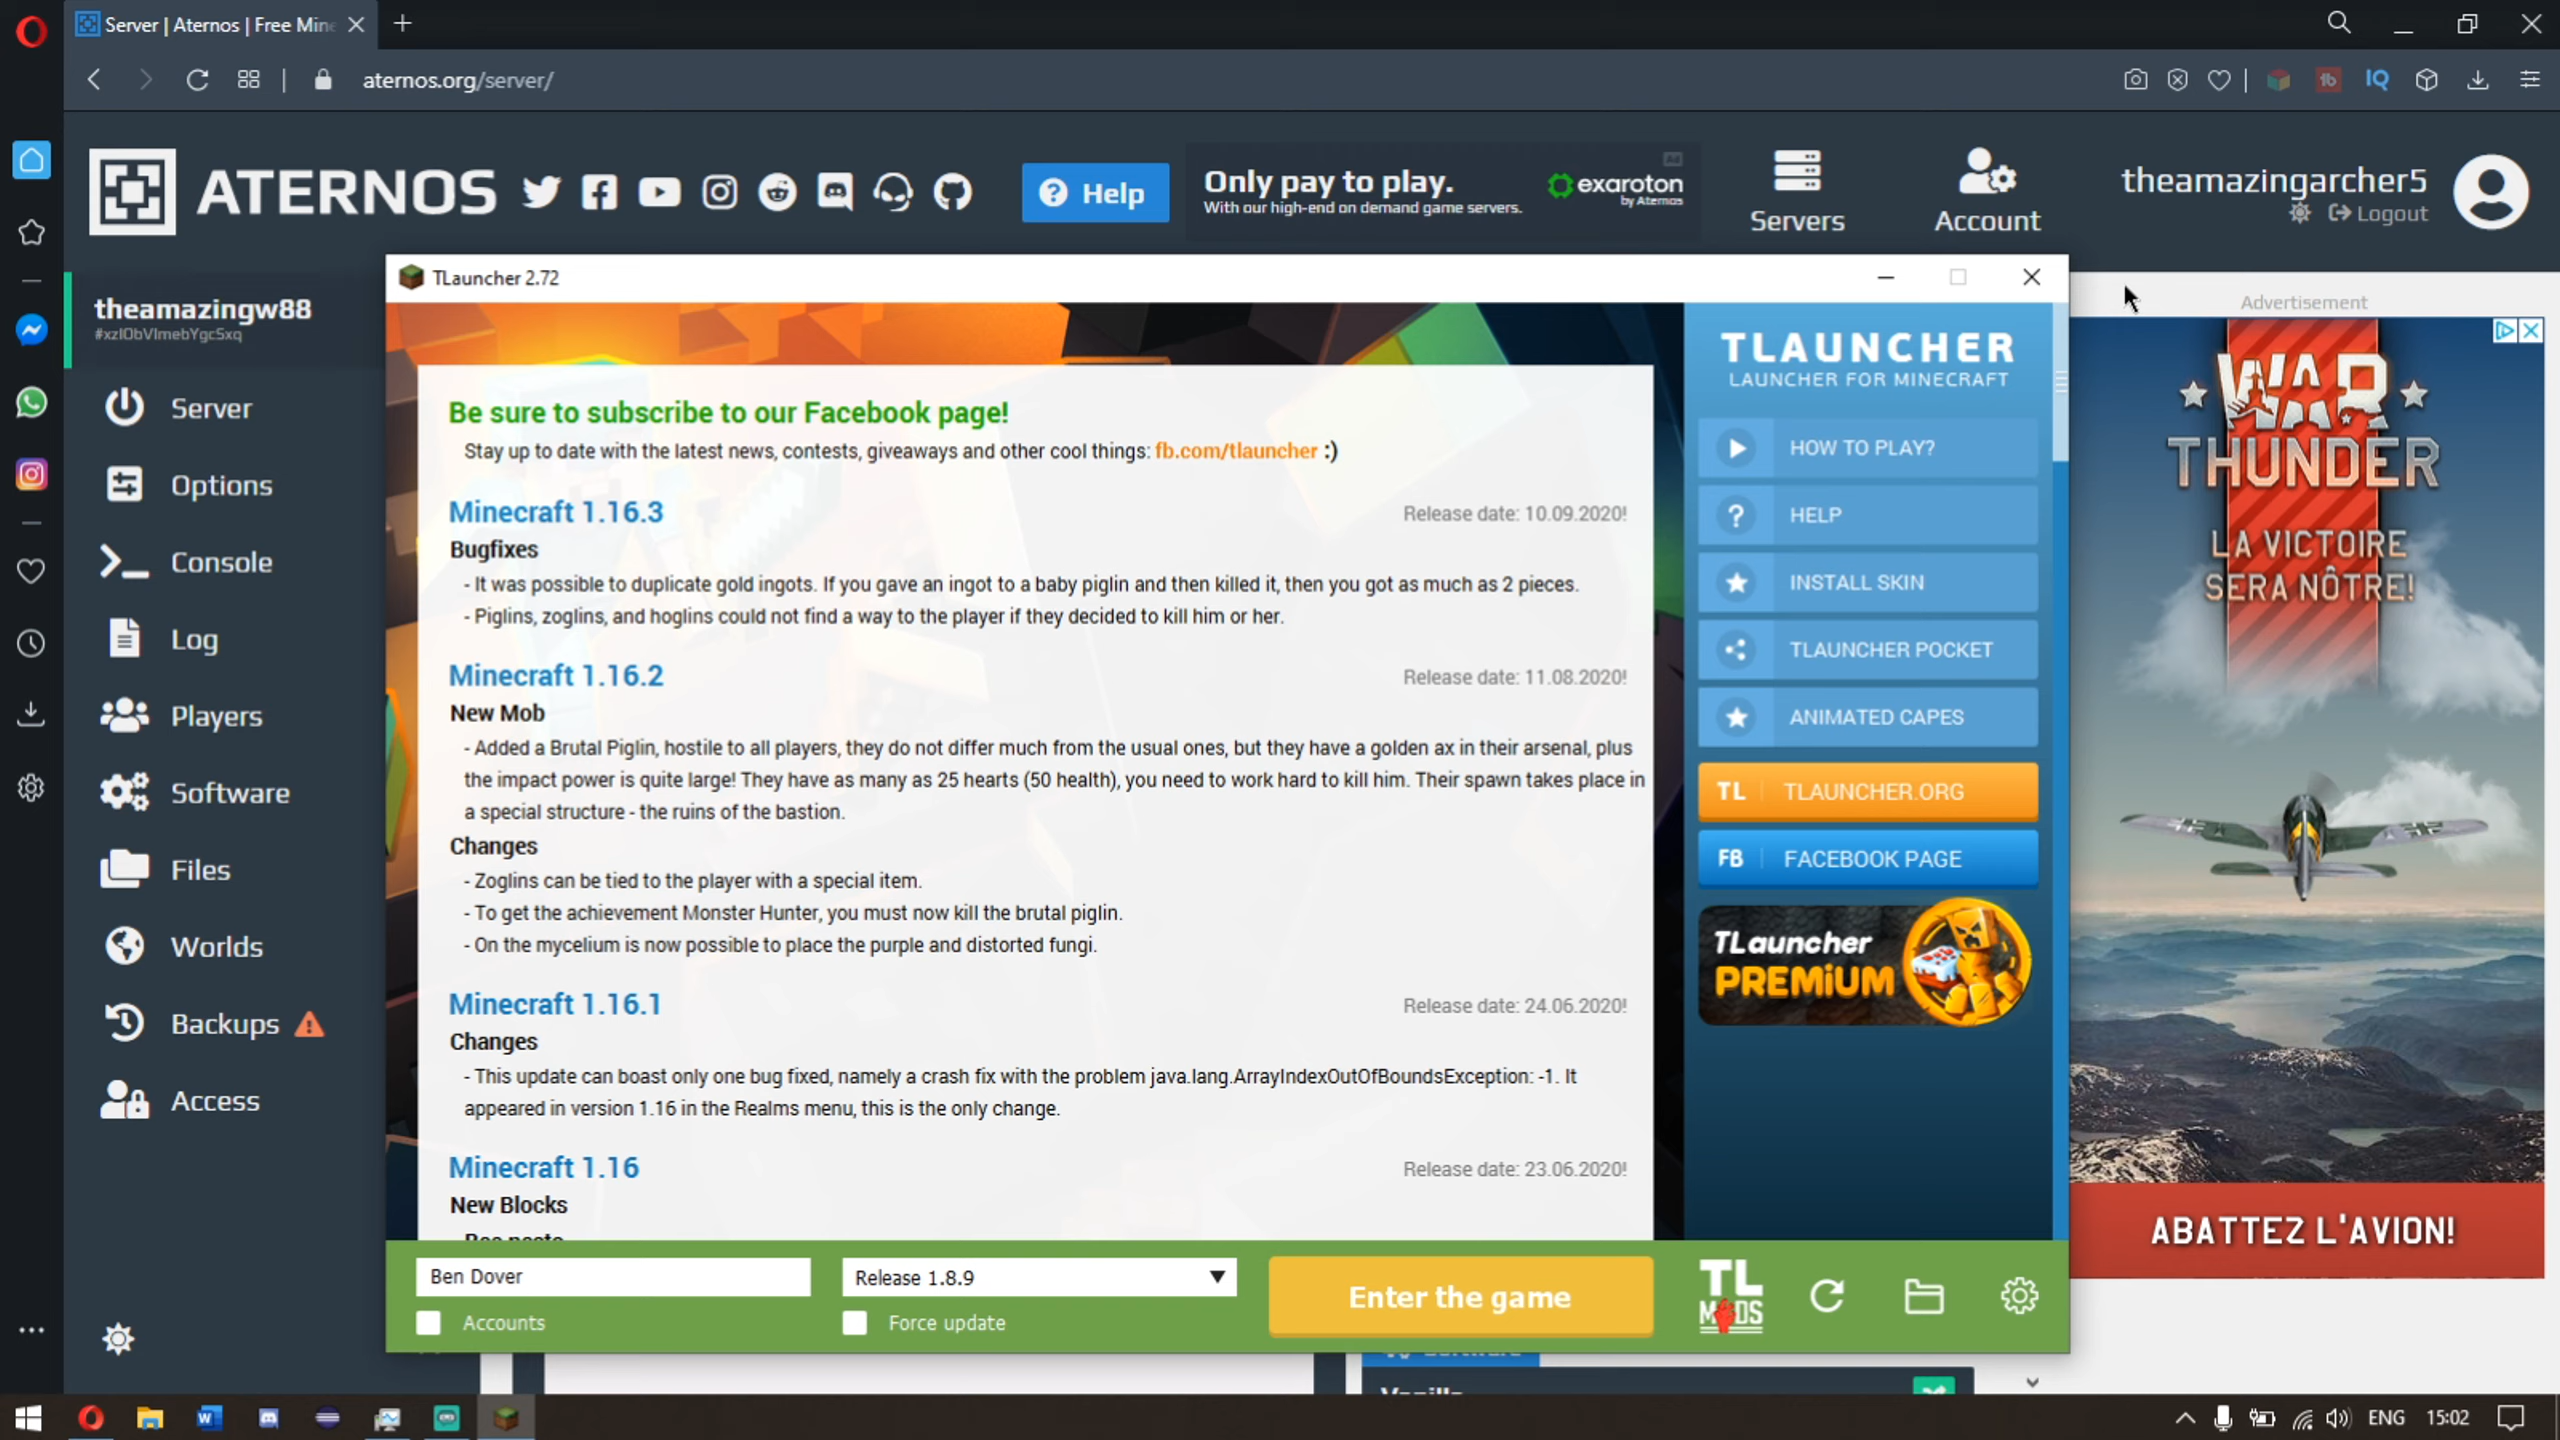 Server | Aternos | Free Mine
aternos.org/server/
ATERNOS
Help
Ad
Only pay to play.
With our high-end on demand game servers.
exaroton
by Aternos
Servers
Account
theamazingarcher5
Logout
theamazingw88
Server
Options
Console
Log
Players
Software
Files
Worlds
Backups
Access
TLauncher 2.72
Be sure to subscribe to our Facebook page!
Stay up to date with the latest news, contests, giveaways and other cool things: fb.com/tlauncher :)
Minecraft 1.16.3
Release date: 10.09.2020!
Bugfixes
- It was possible to duplicate gold ingots. If you gave an ingot to a baby piglin and then killed it, then you got as much as 2 pieces.
- Piglins, zoglins, and hoglins could not find a way to the player if they decided to kill him or her.
Minecraft 1.16.2
Release date: 11.08.2020!
New Mob
- Added a Brutal Piglin, hostile to all players, they do not differ much from the usual ones, but they have a golden ax in their arsenal, plus
the impact power is quite large! They have as many as 25 hearts (50 health), you need to work hard to kill him. Their spawn takes place in
a special structure - the ruins of the bastion.
Changes
- Zoglins can be tied to the player with a special item.
- To get the achievement Monster Hunter, you must now kill the brutal piglin.
- On the mycelium is now possible to place the purple and distorted fungi.
Minecraft 1.16.1
Release date: 24.06.2020!
Changes
- This update can boast only one bug fixed, namely a crash fix with the problem java.lang.ArrayIndexOutOfBoundsException: -1. It
appeared in version 1.16 in the Realms menu, this is the only change.
Minecraft 1.16
Release date: 23.06.2020!
New Blocks
TLAUNCHER
LAUNCHER FOR MINECRAFT
HOW TO PLAY?
HELP
INSTALL SKIN
TLAUNCHER POCKET
ANIMATED CAPES
TL TLAUNCHER.ORG
FB FACEBOOK PAGE
TLauncher
PREMiUM
Ben Dover
Accounts
Release 1.8.9
Force update
Enter the game
TL
MODS
Advertisement
WAR
THUNDER
LA VICTOIRE
SERA NÔTRE!
ABATTEZ L'AVION!
ENG
15:02